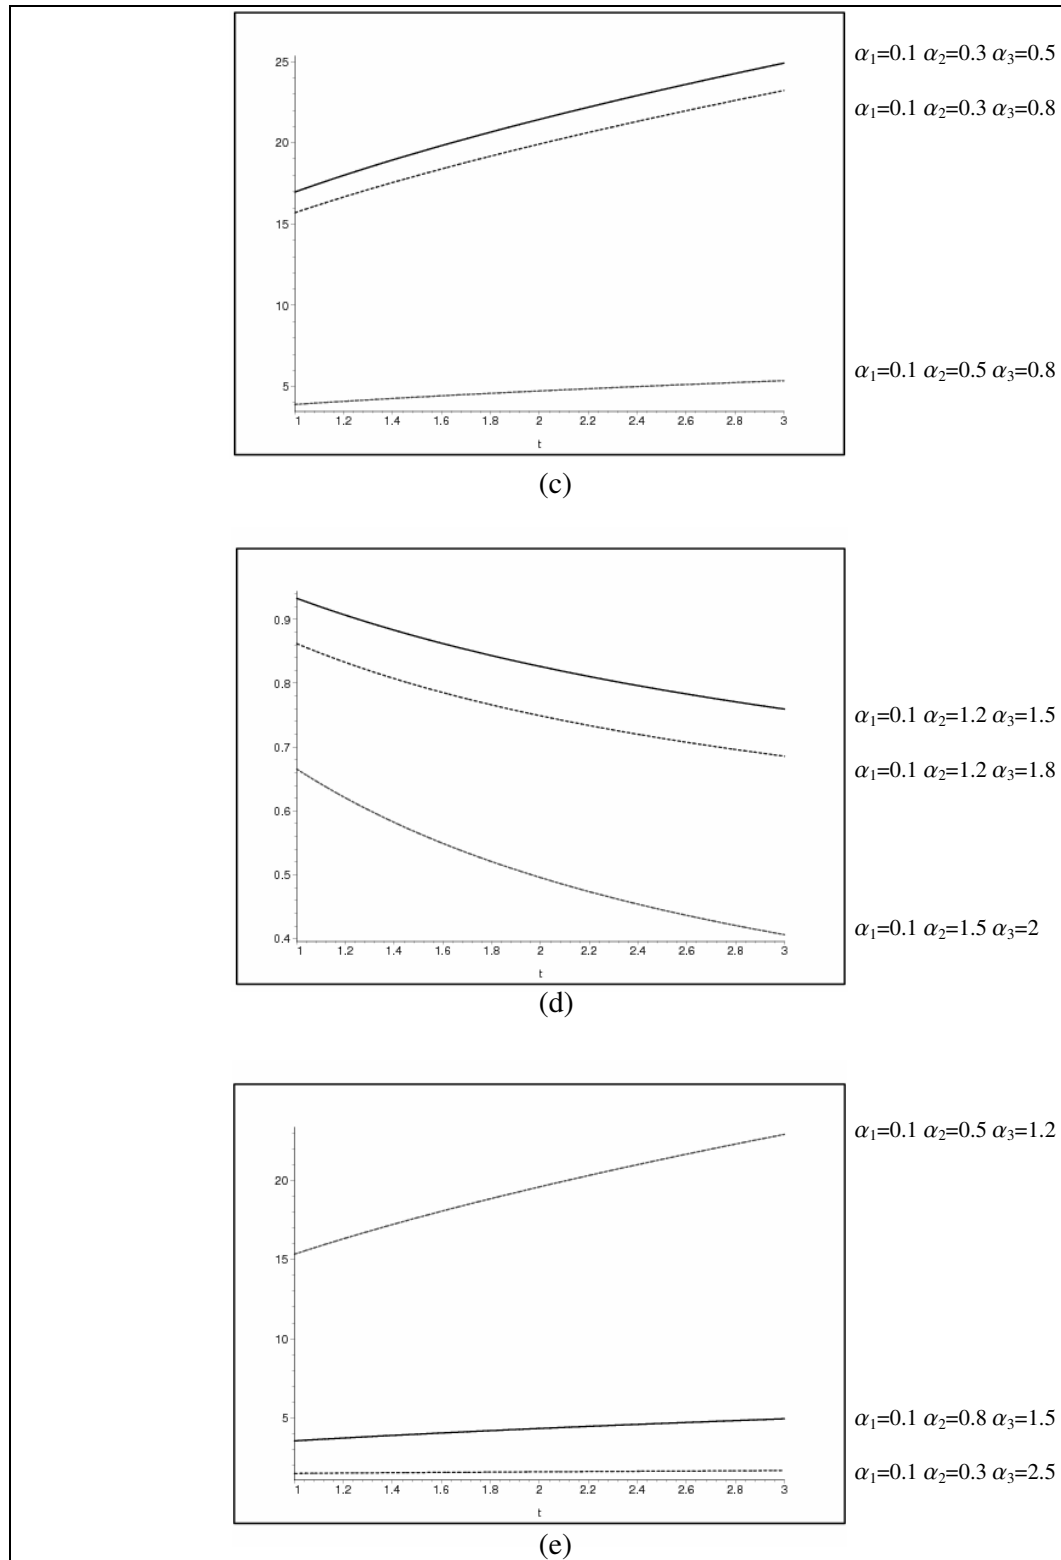 α₁=0.1 α₂=0.3 α₃=0.5
α₁=0.1 α₂=0.3 α₃=0.8
α₁=0.1 α₂=0.5 α₃=0.8
25
20
15
10
5
1 1.2 1.4 1.6 1.8 2 2.2 2.4 2.6 2.8 3
t
(c)
0.9
0.8
0.7
0.6
0.5
0.4
α₁=0.1 α₂=1.2 α₃=1.5
α₁=0.1 α₂=1.2 α₃=1.8
α₁=0.1 α₂=1.5 α₃=2
1 1.2 1.4 1.6 1.8 2 2.2 2.4 2.6 2.8 3
t
(d)
α₁=0.1 α₂=0.5 α₃=1.2
20
15
10
5
α₁=0.1 α₂=0.8 α₃=1.5
α₁=0.1 α₂=0.3 α₃=2.5
1 1.2 1.4 1.6 1.8 2 2.2 2.4 2.6 2.8 3
t
(e)